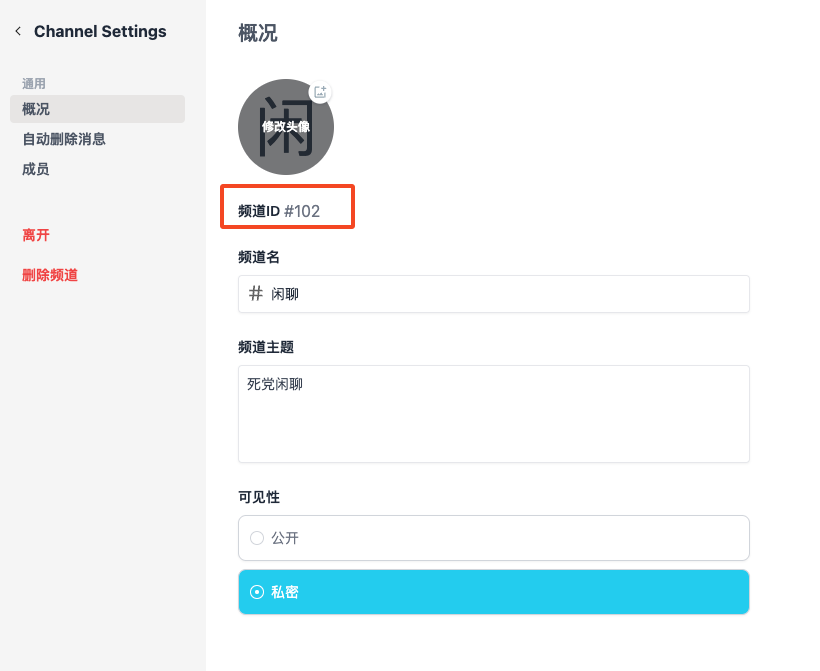 Channel Settings
通用
概况
自动删除消息
成员
离开
删除频道
概况
闲
修改头像
频道ID #102
频道名
# 闲聊
频道主题
死党闲聊
可见性
公开
私密